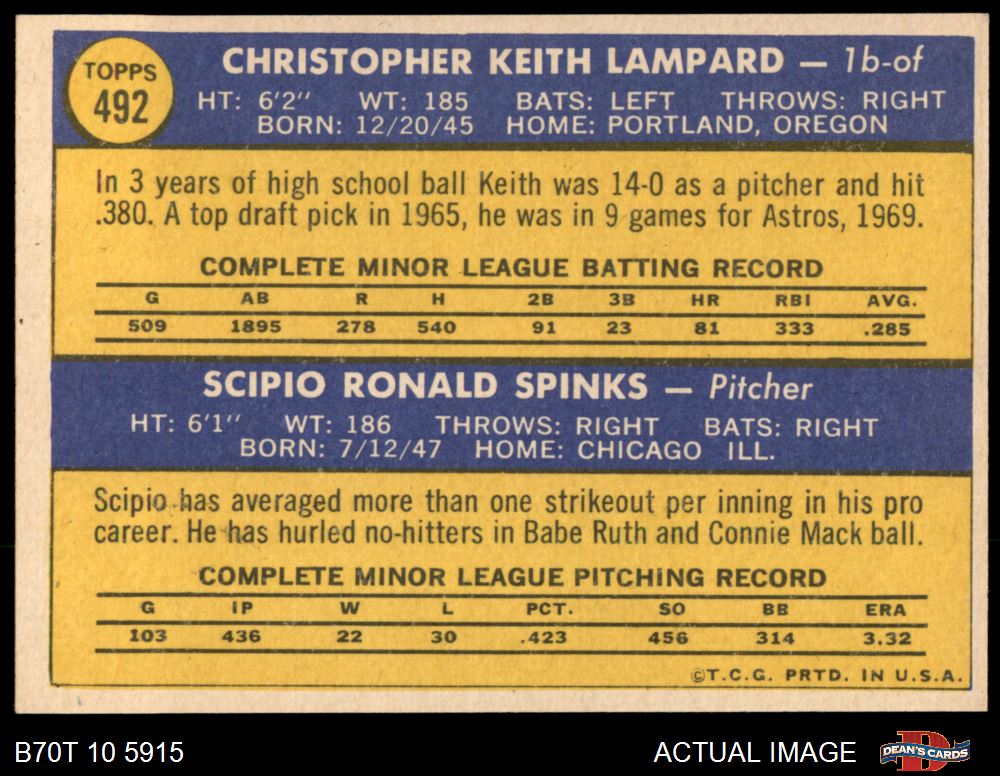 TOPPS
492
CHRISTOPHER KEITH LAMPARD — 1b-of
HT: 6'2" WT: 185 BATS: LEFT THROWS: RIGHT
BORN: 12/20/45 HOME: PORTLAND, OREGON
In 3 years of high school ball Keith was 14-0 as a pitcher and hit
.380. A top draft pick in 1965, he was in 9 games for Astros, 1969.
COMPLETE MINOR LEAGUE BATTING RECORD
G AB R H 2B 3B HR RBI AVG.
509 1895 278 540 91 23 81 333 .285
SCIPIO RONALD SPINKS — Pitcher
HT: 6'1" WT: 186 THROWS: RIGHT BATS: RIGHT
BORN: 7/12/47 HOME: CHICAGO ILL.
Scipio has averaged more than one strikeout per inning in his pro
career. He has hurled no-hitters in Babe Ruth and Connie Mack ball.
COMPLETE MINOR LEAGUE PITCHING RECORD
G IP W L PCT. SO BB ERA
103 436 22 30 .423 456 314 3.32
©T.C.G. PRTD. IN U.S.A.
B70T 10 5915 ACTUAL IMAGE D DEAN'S CARDS